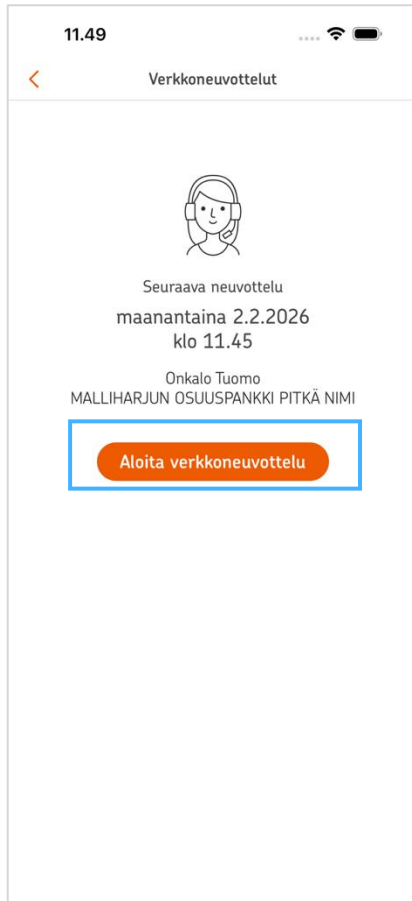 11.49
Verkkoneuvottelut
Seuraava neuvottelu
maanantaina 2.2.2026
klo 11.45
Onkalo Tuomo
MALLIHARJUN OSUUSPANKKI PITKÄ NIMI
Aloita verkkoneuvottelu